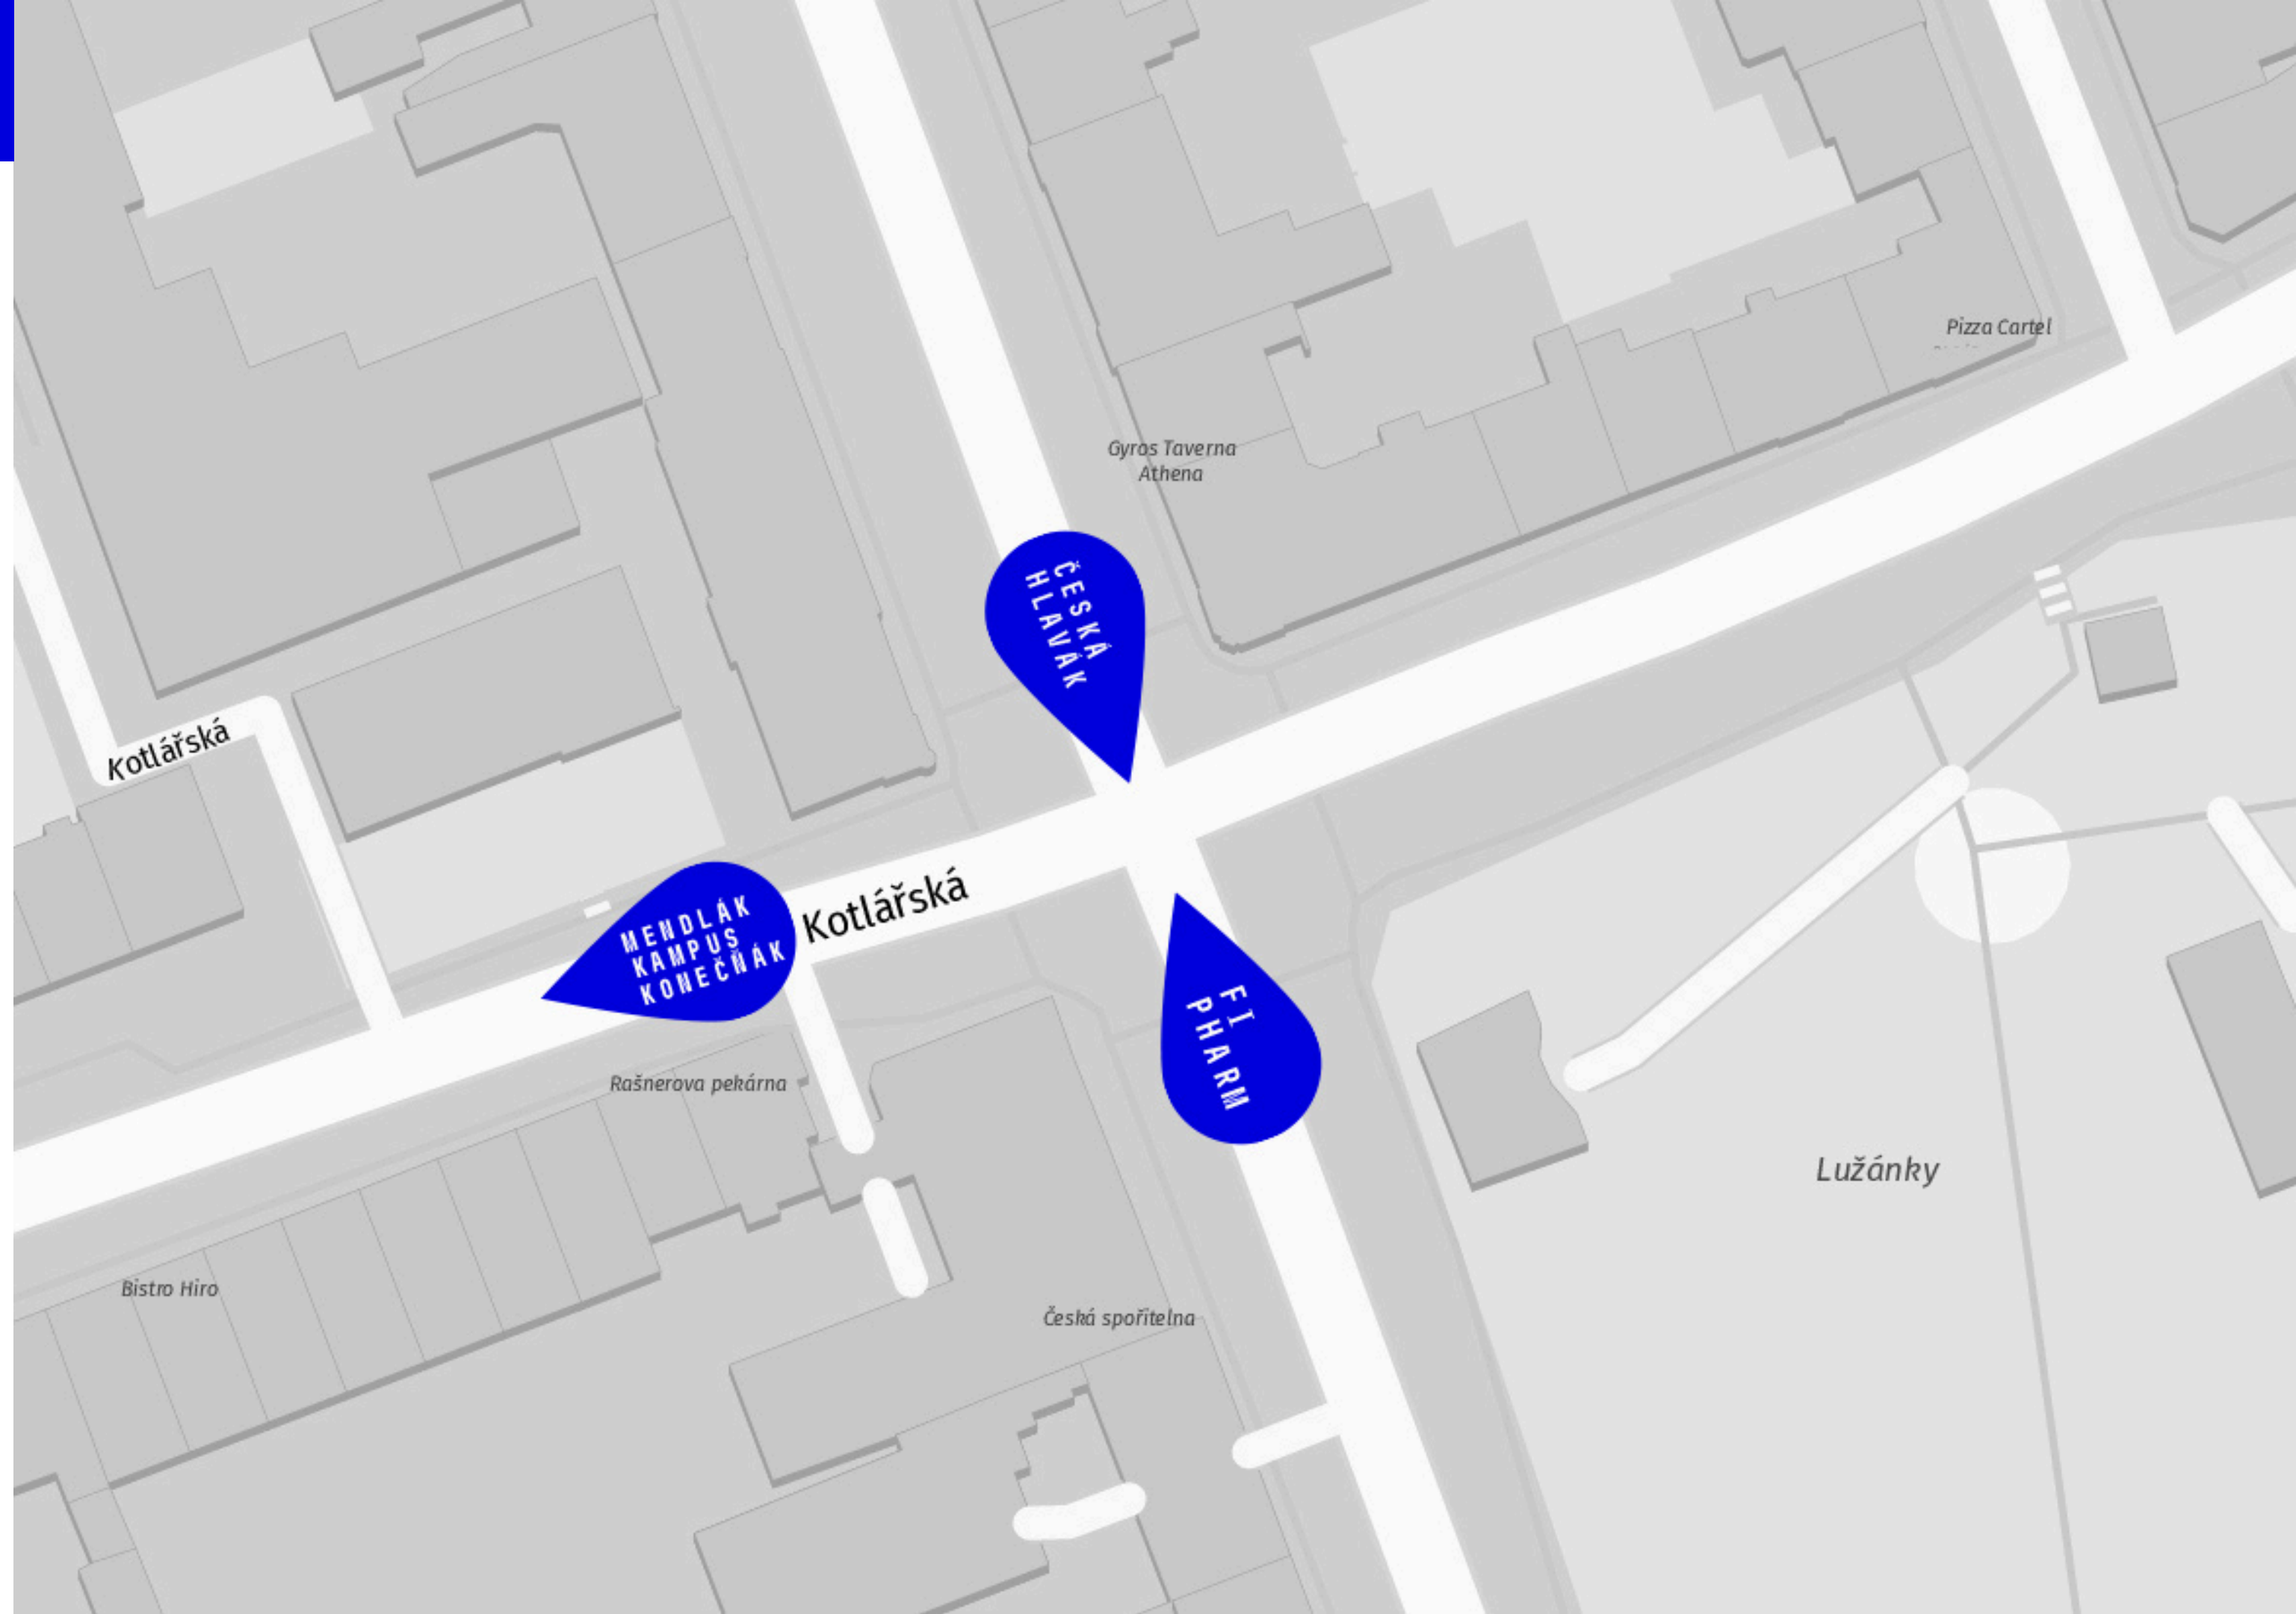 Pizza Cartel
Gyros Taverna
Athena
ČESKÁ
HLAVÁK
Kotlářská
Kotlářská
MENDLÁK
KAMPUS
KONEČŇÁK
FI
PHARM
Rašnerova pekárna
Lužánky
Bistro Hiro
Česká spořitelna